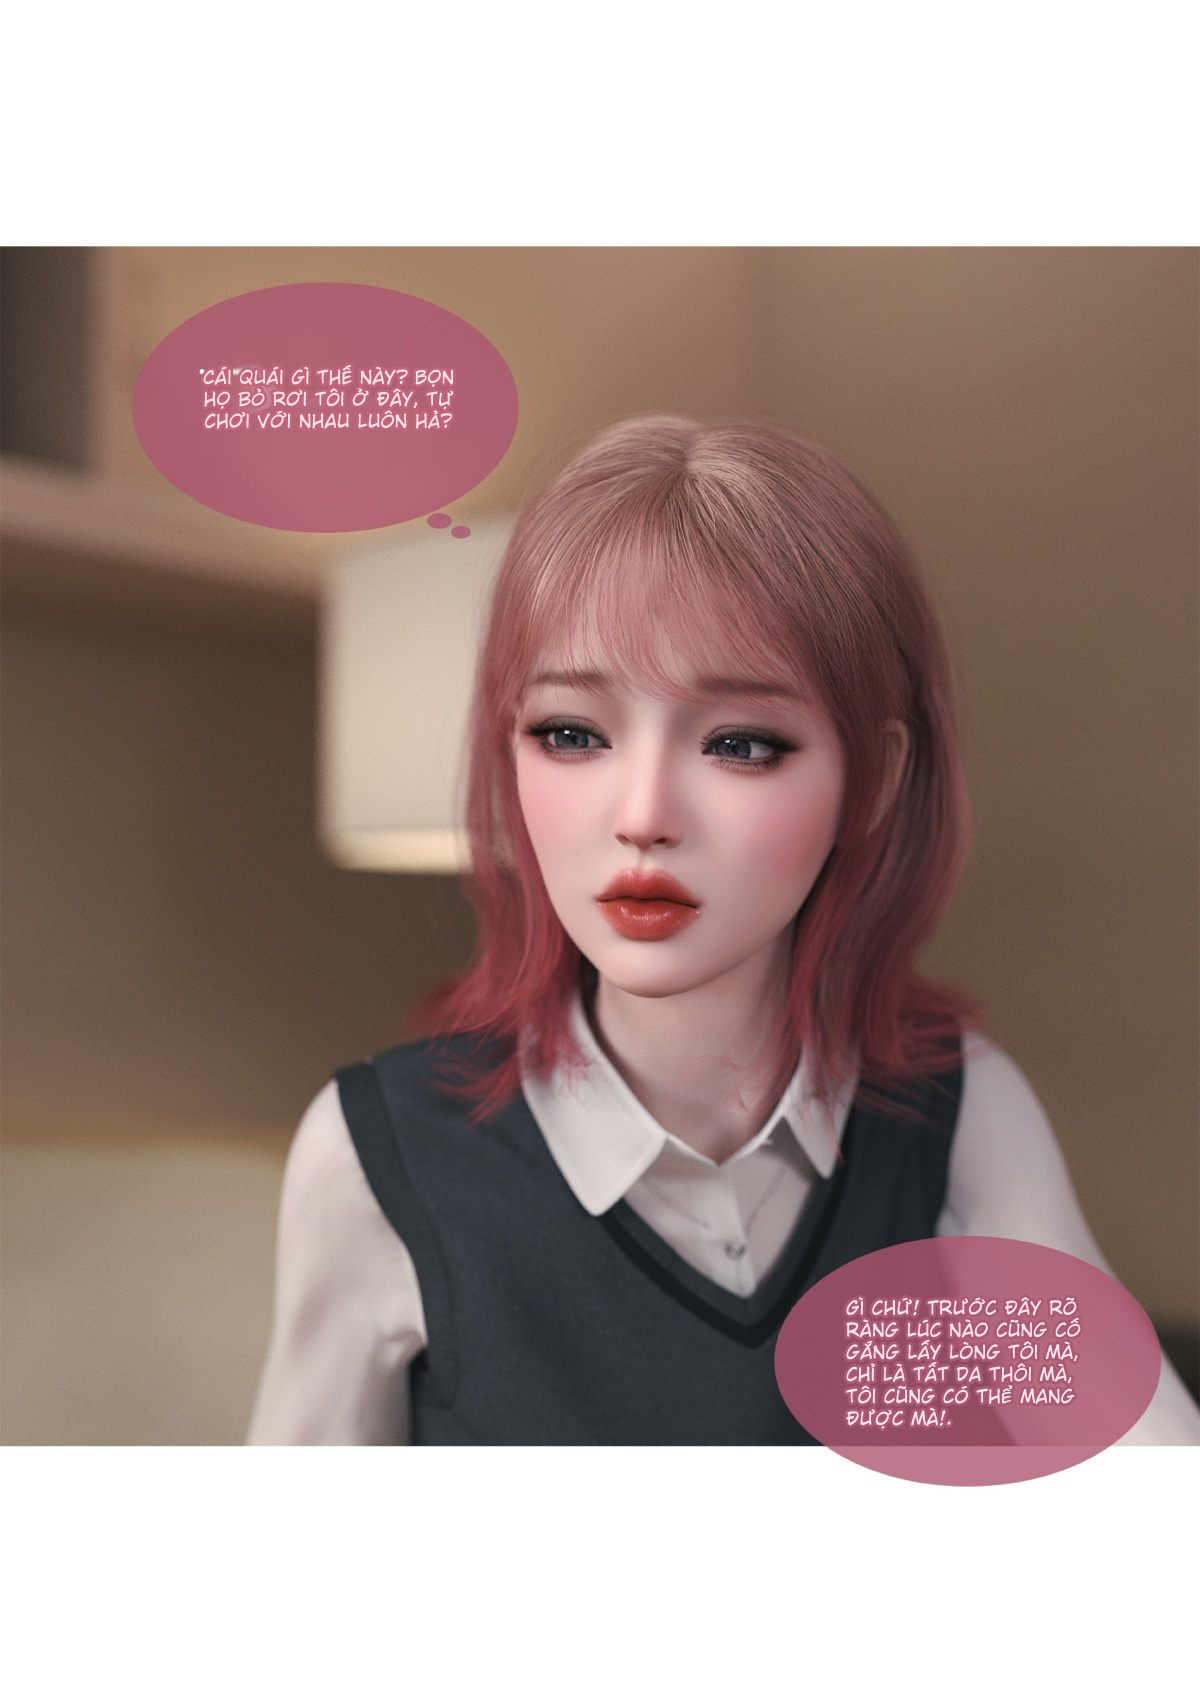 "CÁI QUÁI GÌ THẾ NÀY? BỌN
HỌ BỎ RƠI TÔI Ở ĐÂY, TỰ
CHƠI VỚI NHAU LUÔN HẢ?
GÌ CHỨ! TRƯỚC ĐÂY RÕ
RÀNG LÚC NÀO CŨNG CỐ
GẮNG LẤY LÒNG TÔI MÀ,
CHỈ LÀ TẤT DA THÔI MÀ,
TÔI CŨNG CÓ THỂ MANG
ĐƯỢC MÀ!.